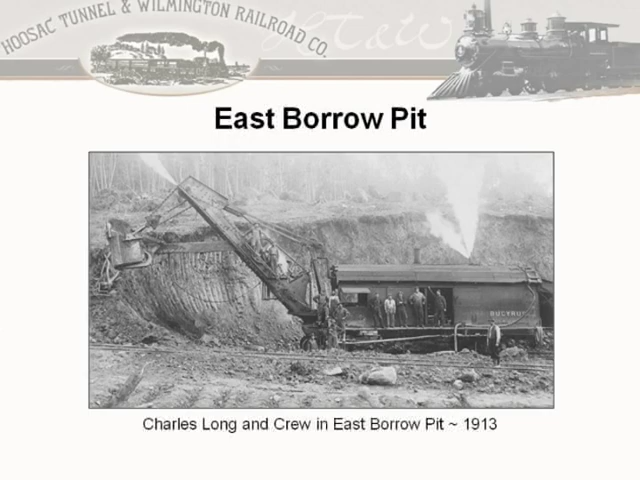 HOOSAC TUNNEL & WILMINGTON RAILROAD CO.
H T & W
East Borrow Pit
BUCYRUS
Charles Long and Crew in East Borrow Pit ~ 1913